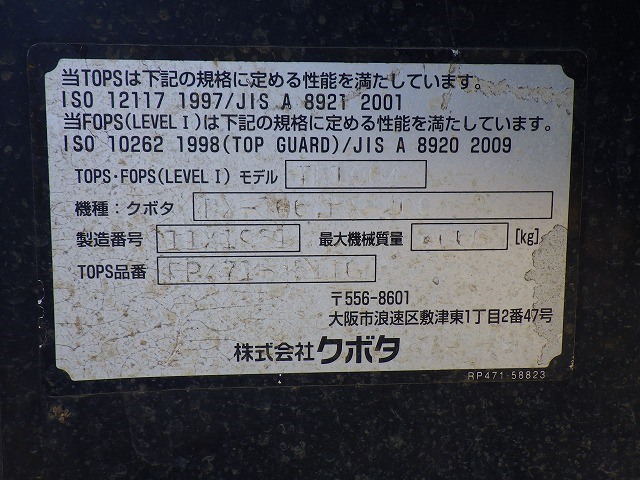 当TOPSは下記の規格に定める性能を満たしています。
ISO 12117 1997/JIS A 8921 2001
当FOPS(LEVEL I)は下記の規格に定める性能を満たしています。
ISO 10262 1998(TOP GUARD)/JIS A 8920 2009
TOPS・FOPS(LEVEL I) モデル
機種：クボタ
製造番号 最大機械質量 [kg]
TOPS品番
〒556-8601
大阪市浪速区敷津東1丁目2番47号
株式会社クボタ
RP471-58823